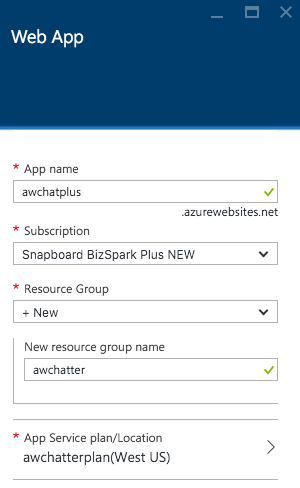 Web App
* App name
awchatplus
.azurewebsites.net
* Subscription
Snapboard BizSpark Plus NEW
* Resource Group
+ New
New resource group name
awchatter
* App Service plan/Location
awchatterplan(West US)